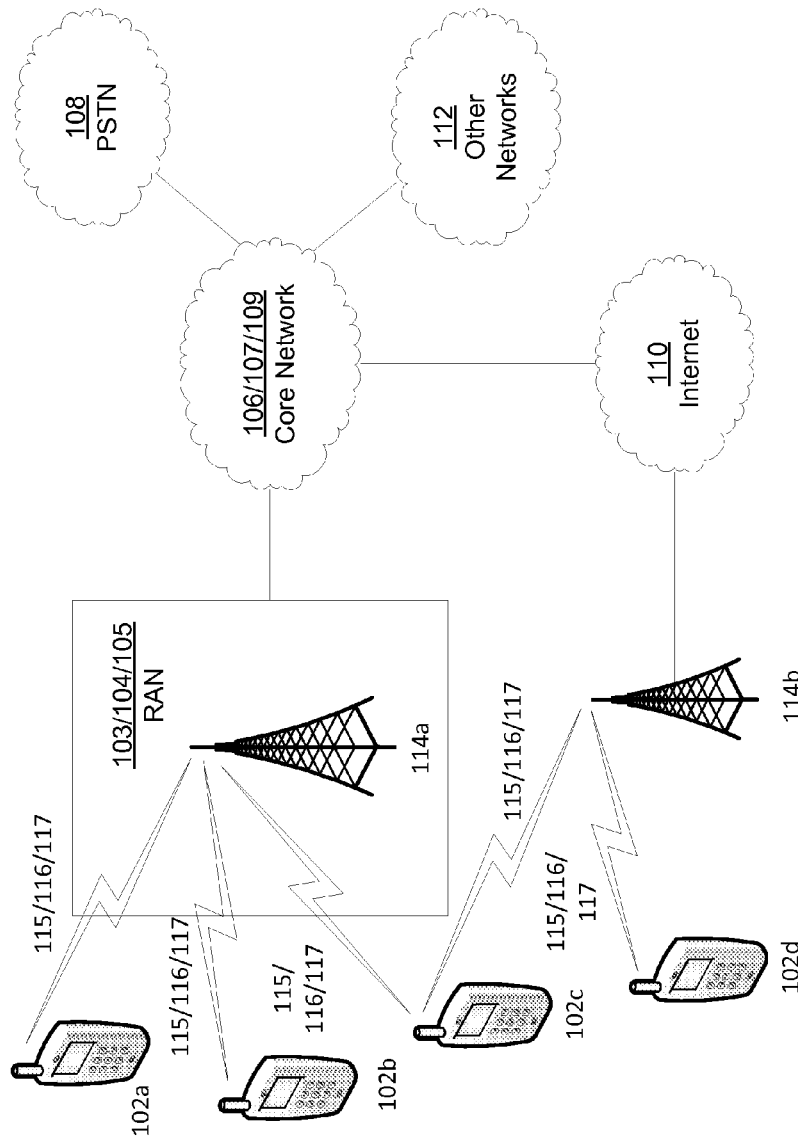 108
PSTN
106/107/109
Core Network
112
Other
Networks
110
Internet
103/104/105
RAN
114a
114b
115/116/117
115/116/117
115/
116/117
115/116/117
115/116/
117
102a
102b
102c
102d